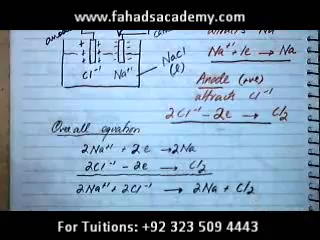 www.fahadsacademy.com
NaCl
(l)
Cl⁻¹ Na⁺¹
Na⁺¹ + 1e → Na
Anode (+ve)
attracts Cl⁻¹
2Cl⁻¹ - 2e → Cl₂
Overall equation
2Na⁺¹ + 2e → 2Na
2Cl⁻¹ - 2e → Cl₂
2Na⁺¹ + 2Cl⁻¹ → 2Na + Cl₂
For Tuitions: +92 323 509 4443